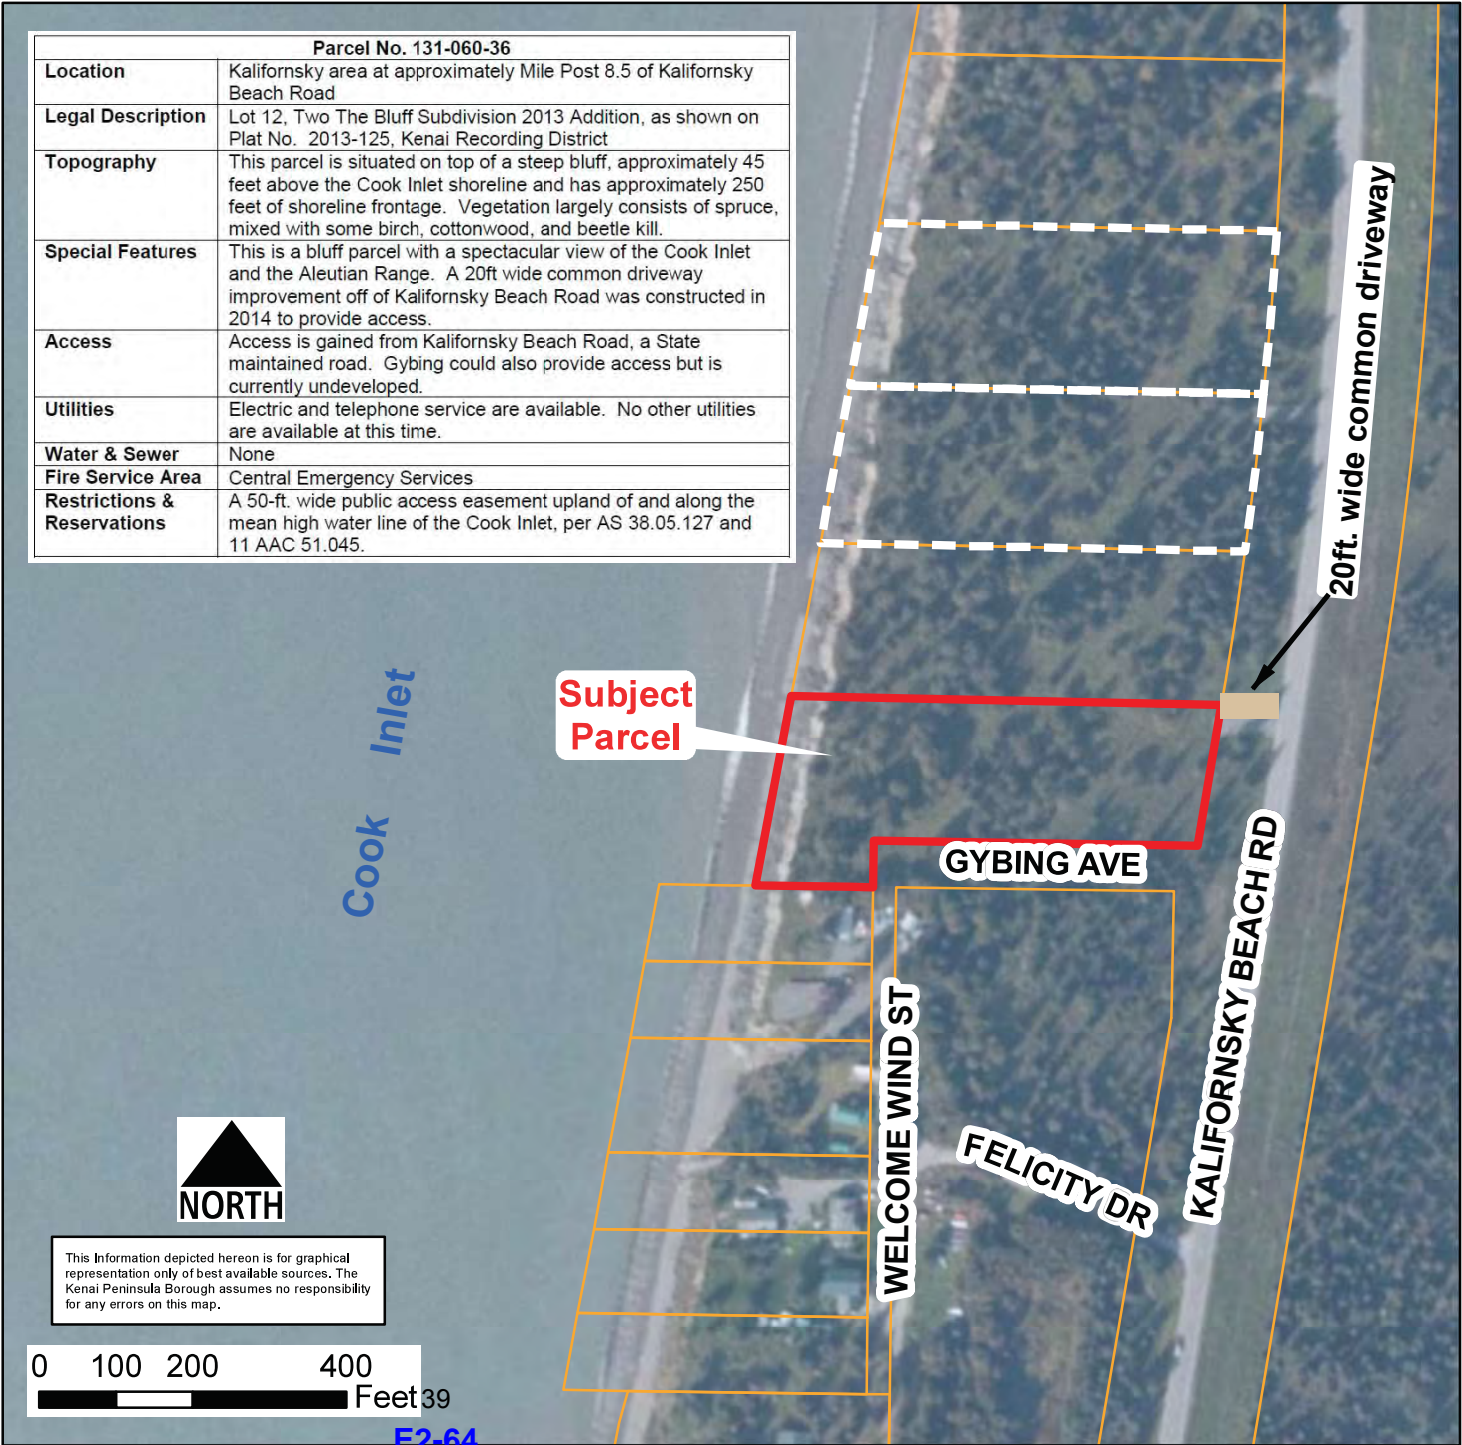 Parcel No. 131-060-36
Location Kalifornsky area at approximately Mile Post 8.5 of Kalifornsky
Beach Road
Legal Description Lot 12, Two The Bluff Subdivision 2013 Addition, as shown on
Plat No. 2013-125, Kenai Recording District
Topography This parcel is situated on top of a steep bluff, approximately 45
feet above the Cook Inlet shoreline and has approximately 250
feet of shoreline frontage. Vegetation largely consists of spruce,
mixed with some birch, cottonwood, and beetle kill.
Special Features This is a bluff parcel with a spectacular view of the Cook Inlet
and the Aleutian Range. A 20ft wide common driveway
improvement off of Kalifornsky Beach Road was constructed in
2014 to provide access.
Access Access is gained from Kalifornsky Beach Road, a State
maintained road. Gybing could also provide access but is
currently undeveloped.
Utilities Electric and telephone service are available. No other utilities
are available at this time.
Water & Sewer None
Fire Service Area Central Emergency Services
Restrictions & A 50-ft. wide public access easement upland of and along the
Reservations mean high water line of the Cook Inlet, per AS 38.05.127 and
11 AAC 51.045.
20ft. wide common driveway
Subject
Parcel
Cook Inlet
GYBING AVE
KALIFORNSKY BEACH RD
WELCOME WIND ST
FELICITY DR
NORTH
This Information depicted hereon is for graphical
representation only of best available sources. The
Kenai Peninsula Borough assumes no responsibility
for any errors on this map.
0 100 200 400
Feet 39
E2-64